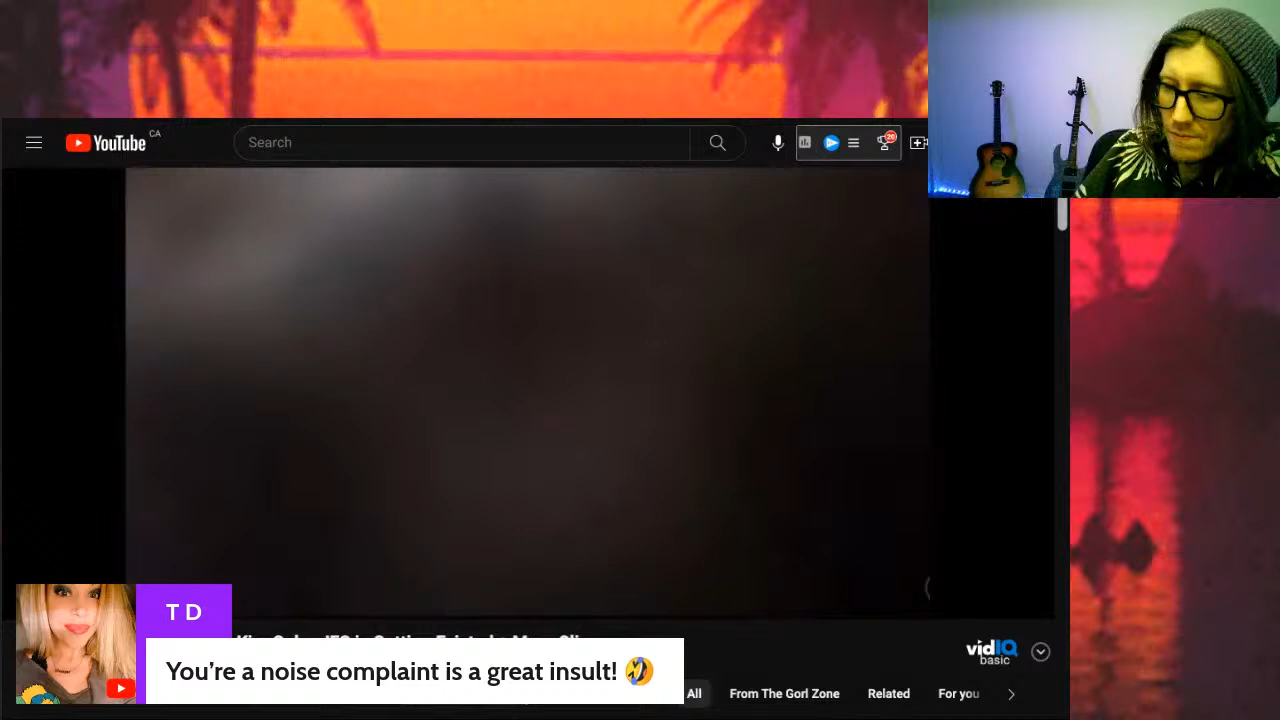 YouTube CA
Search
20
T D
You're a noise complaint is a great insult! 🤣
vidIQ
basic
All
From The Gorl Zone
Related
For you